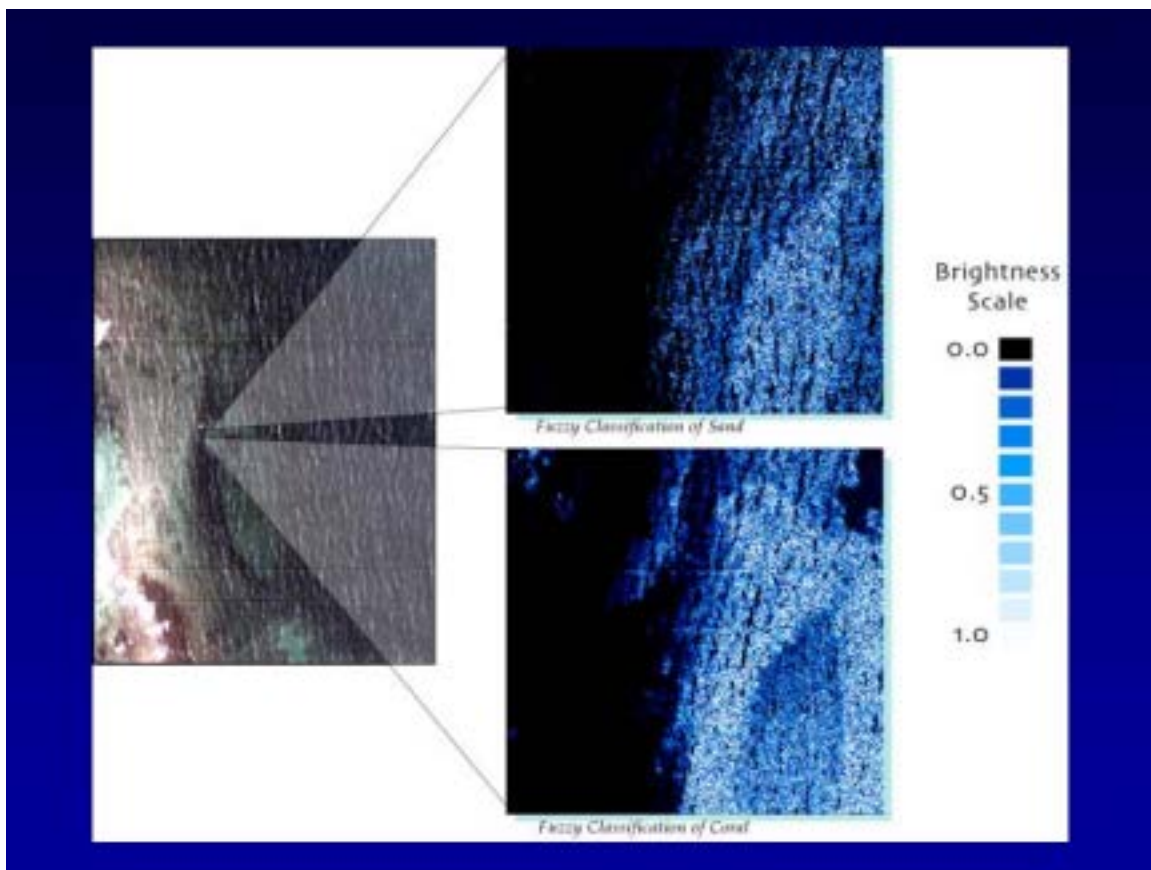 Fuzzy Classification of Sand
Fuzzy Classification of Coral
Brightness
Scale
0.0
0.5
1.0